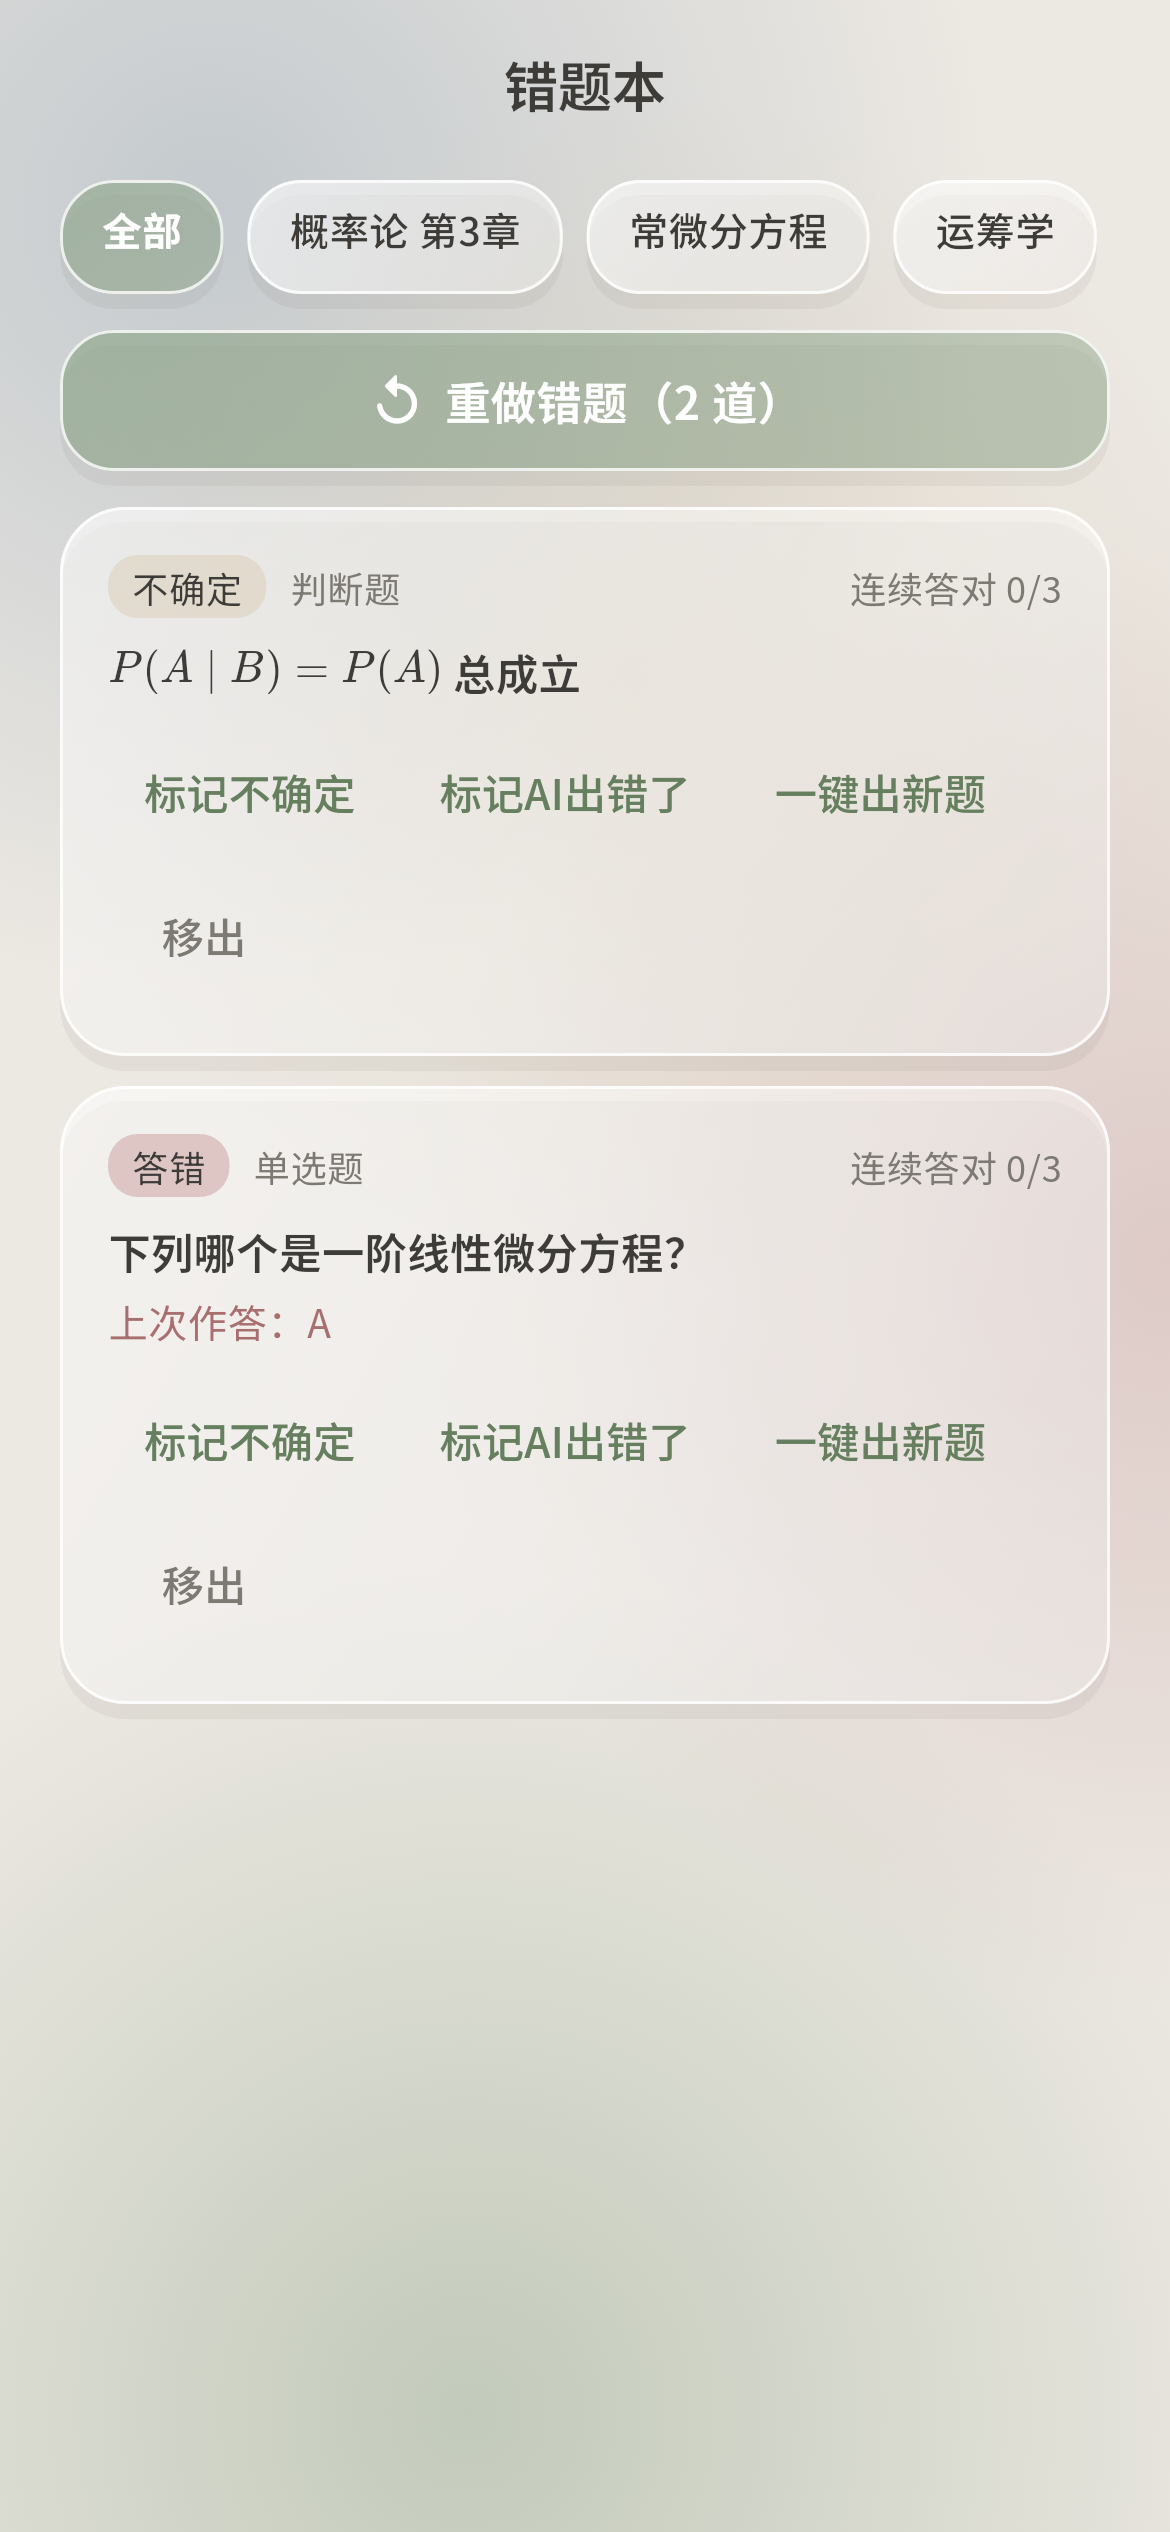 错题本
全部 概率论 第3章 常微分方程 运筹学
重做错题（2 道）
不确定 判断题 连续答对 0/3
P(A | B) = P(A) 总成立
标记不确定 标记AI出错了 一键出新题
移出
答错 单选题 连续答对 0/3
下列哪个是一阶线性微分方程？
上次作答：A
标记不确定 标记AI出错了 一键出新题
移出